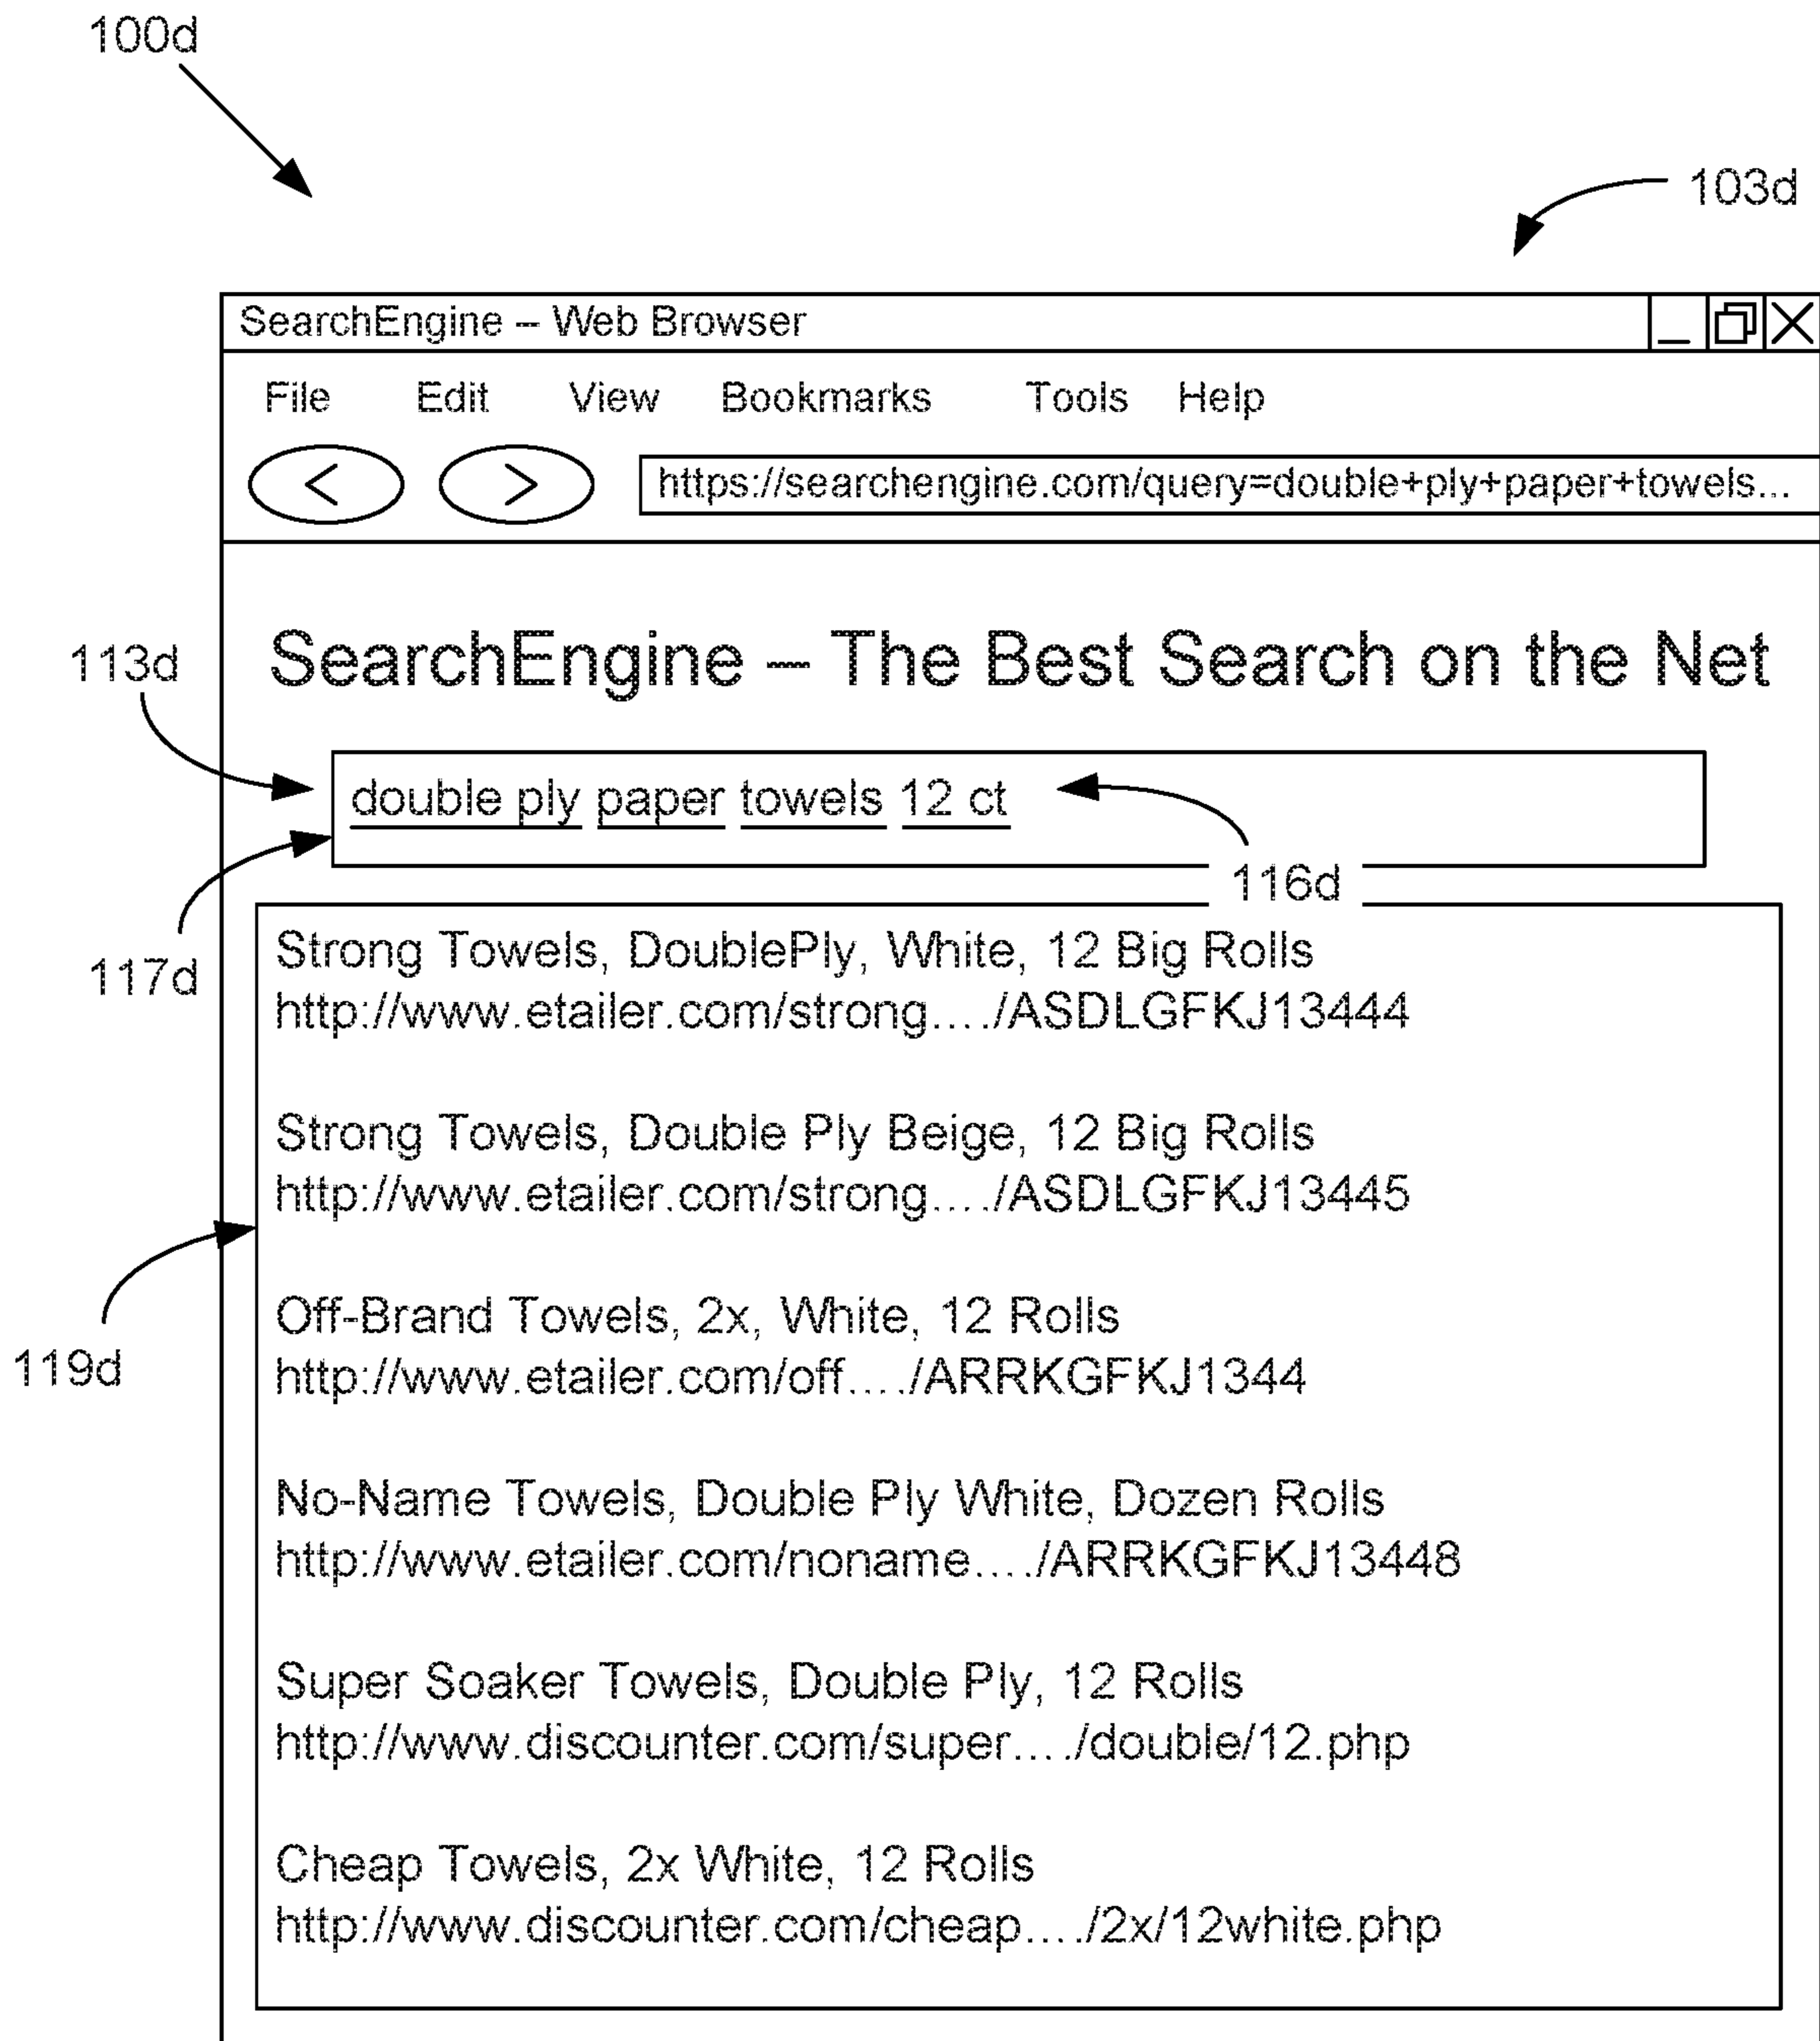 100d
103d
SearchEngine – Web Browser
File Edit View Bookmarks Tools Help
< > https://searchengine.com/query=double+ply+paper+towels...
113d
SearchEngine – The Best Search on the Net
double ply paper towels 12 ct
116d
117d
Strong Towels, DoublePly, White, 12 Big Rolls
http://www.etailer.com/strong…./ASDLGFKJ13444
Strong Towels, Double Ply Beige, 12 Big Rolls
http://www.etailer.com/strong…./ASDLGFKJ13445
119d
Off-Brand Towels, 2x, White, 12 Rolls
http://www.etailer.com/off…./ARRKGFKJ1344
No-Name Towels, Double Ply White, Dozen Rolls
http://www.etailer.com/noname…./ARRKGFKJ13448
Super Soaker Towels, Double Ply, 12 Rolls
http://www.discounter.com/super…./double/12.php
Cheap Towels, 2x White, 12 Rolls
http://www.discounter.com/cheap…./2x/12white.php